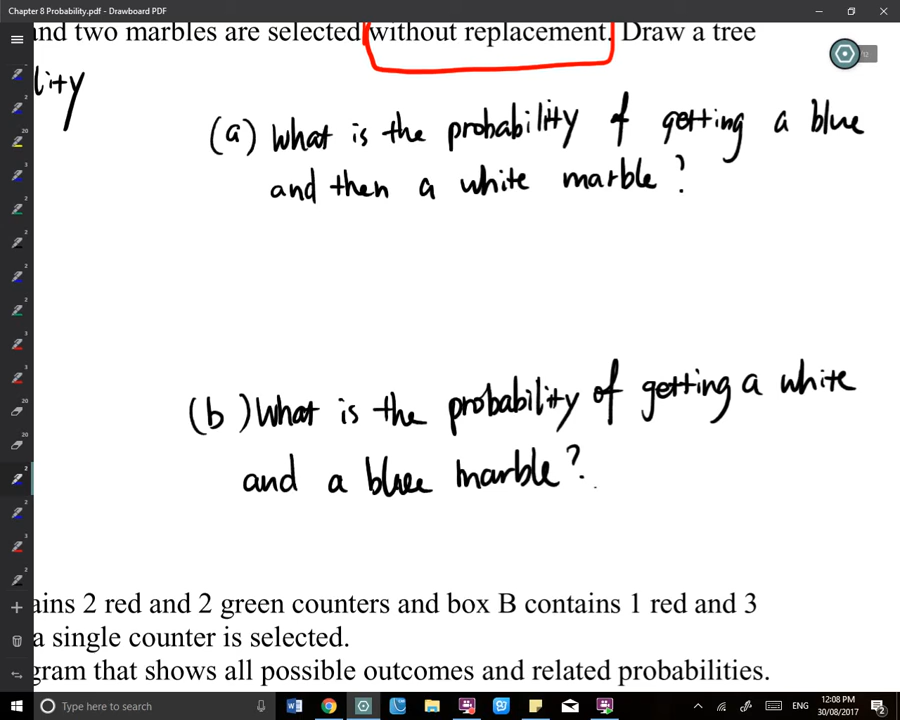 Chapter 8 Probability.pdf - Drawboard PDF
and two marbles are selected without replacement. Draw a tree
lity
(a) What is the probability of getting a blue
and then a white marble?
(b) What is the probability of getting a white
and a blue marble?
ains 2 red and 2 green counters and box B contains 1 red and 3
a single counter is selected.
gram that shows all possible outcomes and related probabilities.
Type here to search
ENG
12:08 PM
30/08/2017